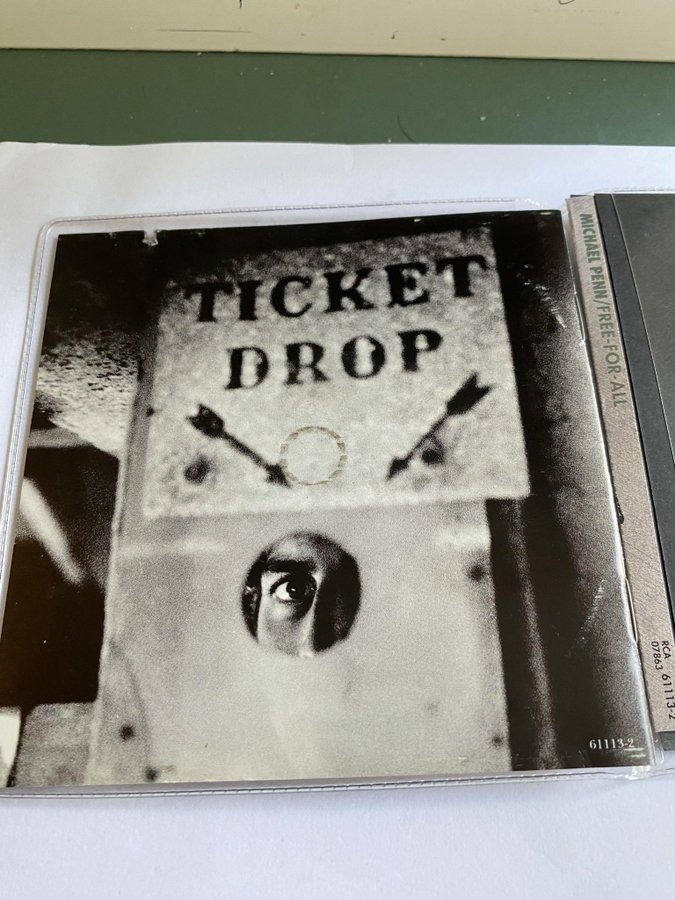 TICKET
DROP
61113-2
MICHAEL PENN/FREE-FOR-ALL
RCA
07863 61113-2